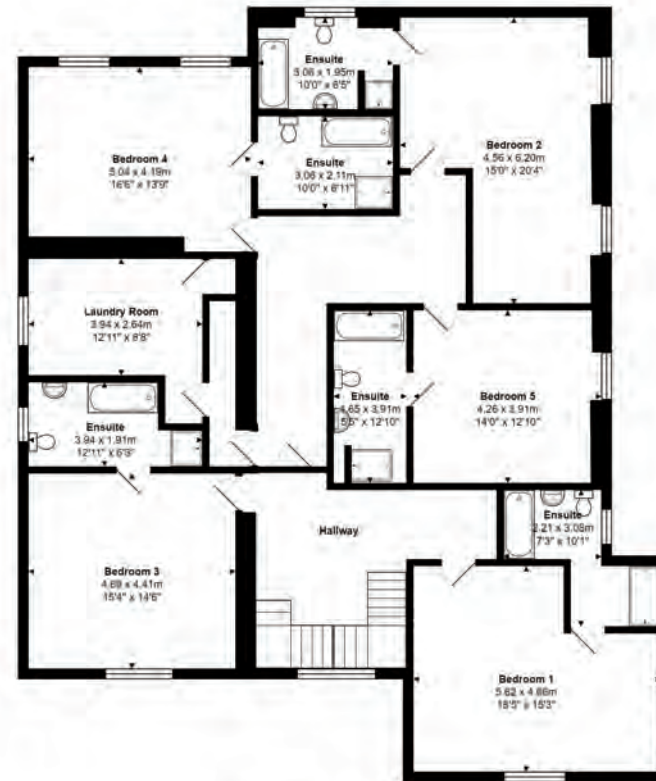 Ensuite
3.06 x 1.95m
10'0" x 6'5"
Bedroom 2
4.56 x 6.20m
15'0" x 20'4"
Bedroom 4
5.04 x 4.19m
16'6" x 13'9"
Ensuite
3.06 x 2.11m
10'0" x 6'11"
Laundry Room
3.94 x 2.64m
12'11" x 8'8"
Ensuite
1.65 x 3.91m
5'5" x 12'10"
Bedroom 5
4.26 x 3.91m
14'0" x 12'10"
Ensuite
3.94 x 1.91m
12'11" x 6'3"
Ensuite
2.21 x 3.08m
7'3" x 10'1"
Hallway
Bedroom 3
4.69 x 4.41m
15'4" x 14'6"
Bedroom 1
5.62 x 4.66m
18'5" x 15'3"